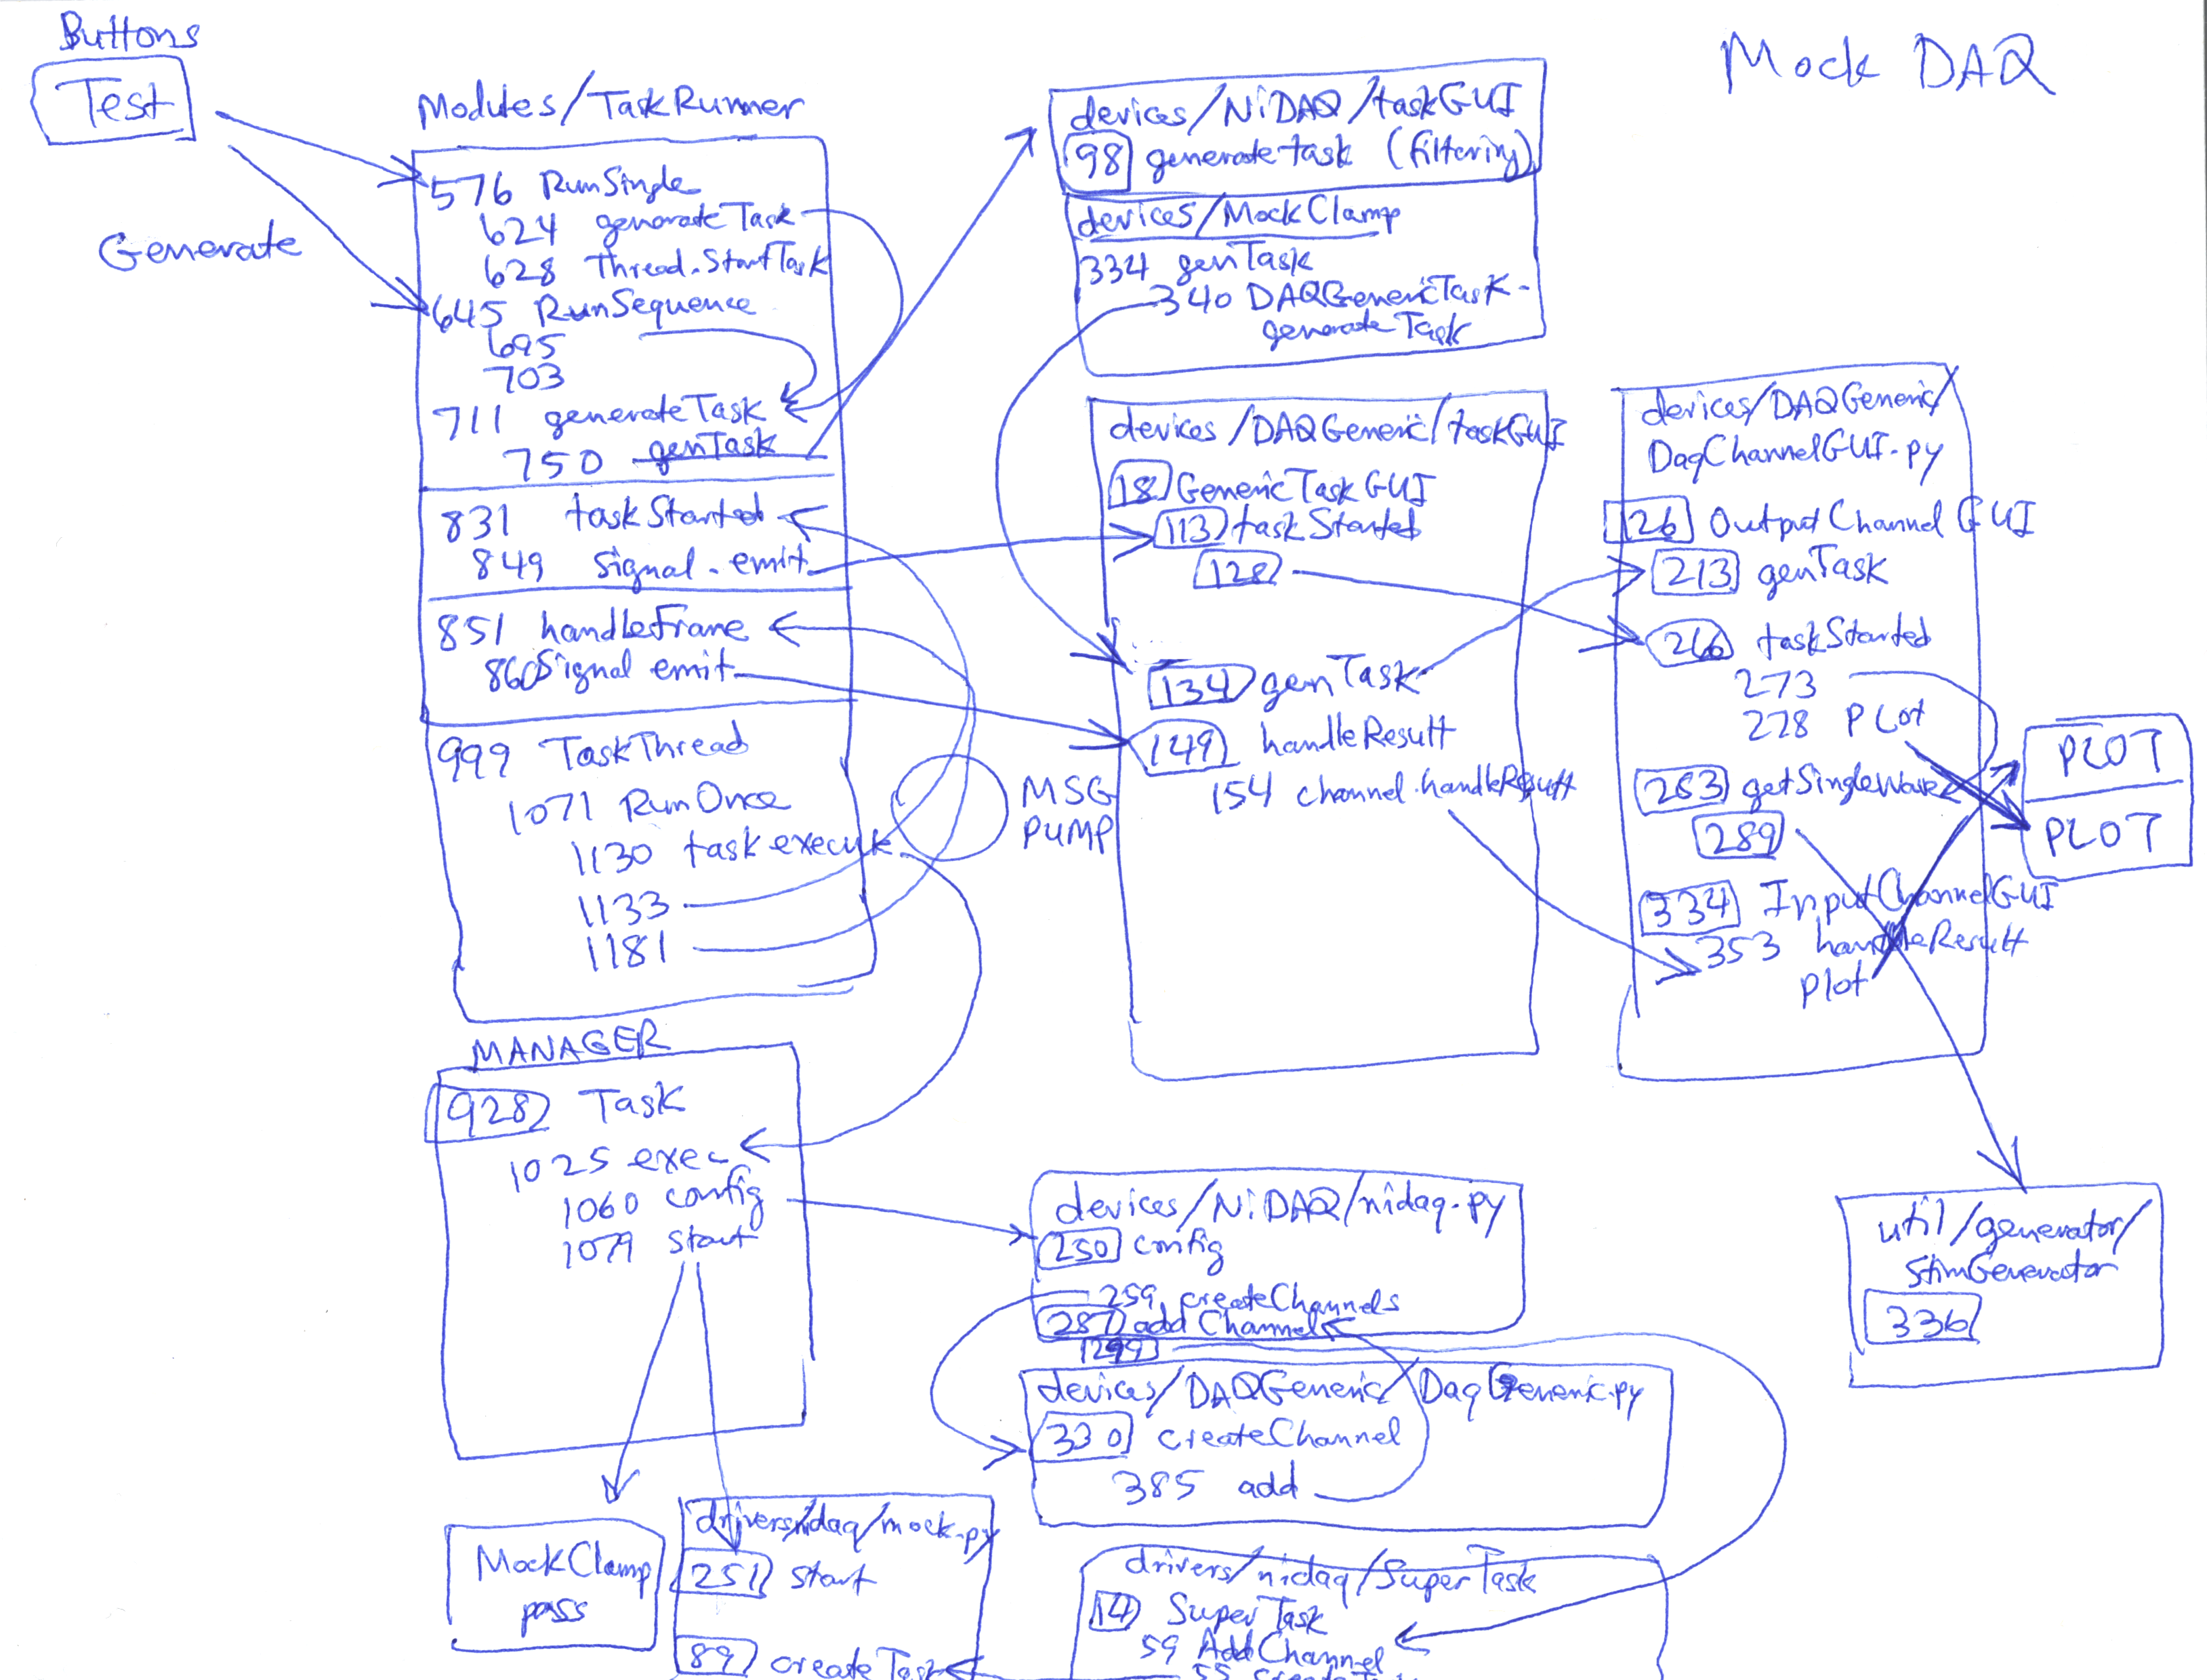 Buttons
Test
Generate
Mock DAQ
Modules/TaskRunner
576 RunSingle
624 generateTask
628 Thread.StartTask
645 RunSequence
695
703
711 generateTask
750 genTask
831 taskStarted
849 Signal.emit
851 handleFrame
860 Signal emit
999 TaskThread
1071 RunOnce
1130 task execute
1133
1181
MSG
PUMP
MANAGER
928 Task
1025 exec
1060 config
1079 start
MockClamp
pass
devices/NiDAQ/taskGUI
98 generatetask (filtering)
devices/MockClamp
334 genTask
340 DAQGenericTask.
generateTask
devices/DAQGeneric/taskGUI
18 GenericTaskGUI
113 taskStarted
128
134 genTask
149 handleResult
154 channel.handleResult
devices/DAQGeneric/
DaqChannelGUI.py
126 OutputChannelGUI
213 genTask
266 taskStarted
273
278 Plot
283 getSingleWave
289
334 InputChannelGUI
353 handleResult
Plot
PLOT
PLOT
util/generator/
StimGenerator
336
devices/NiDAQ/nidaq.py
250 config
259 createChannels
287 addChannel
299
devices/DAQGeneric/DaqGeneric.py
330 createChannel
385 add
drivers/nidaq/mock.py
251 start
89 createTask
drivers/nidaq/SuperTask
14 SuperTask
59 AddChannel
55